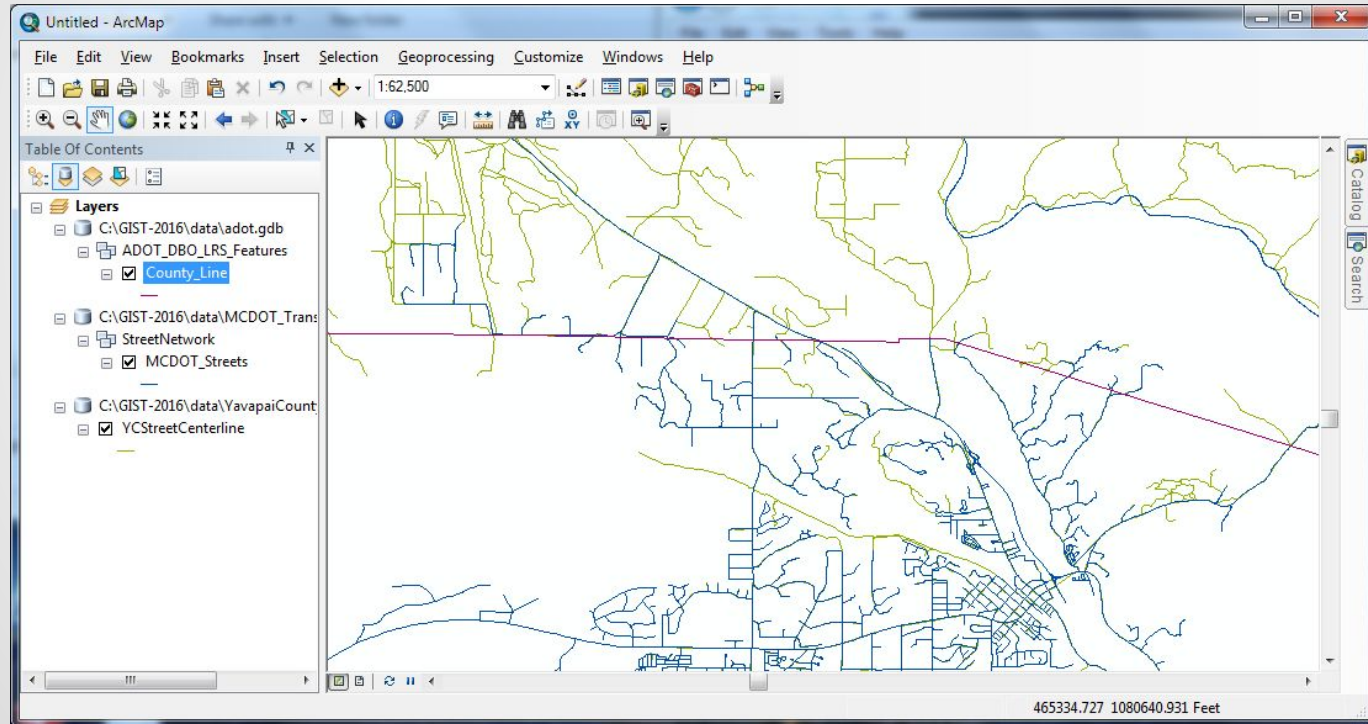 Untitled - ArcMap
File Edit View Bookmarks Insert Selection Geoprocessing Customize Windows Help
1:62,500
XY
Table Of Contents
Layers
C:\GIST-2016\data\adot.gdb
ADOT_DBO_LRS_Features
County_Line
C:\GIST-2016\data\MCDOT_Trans
StreetNetwork
MCDOT_Streets
C:\GIST-2016\data\YavapaiCount
YCStreetCenterline
Catalog
Search
465334.727 1080640.931 Feet